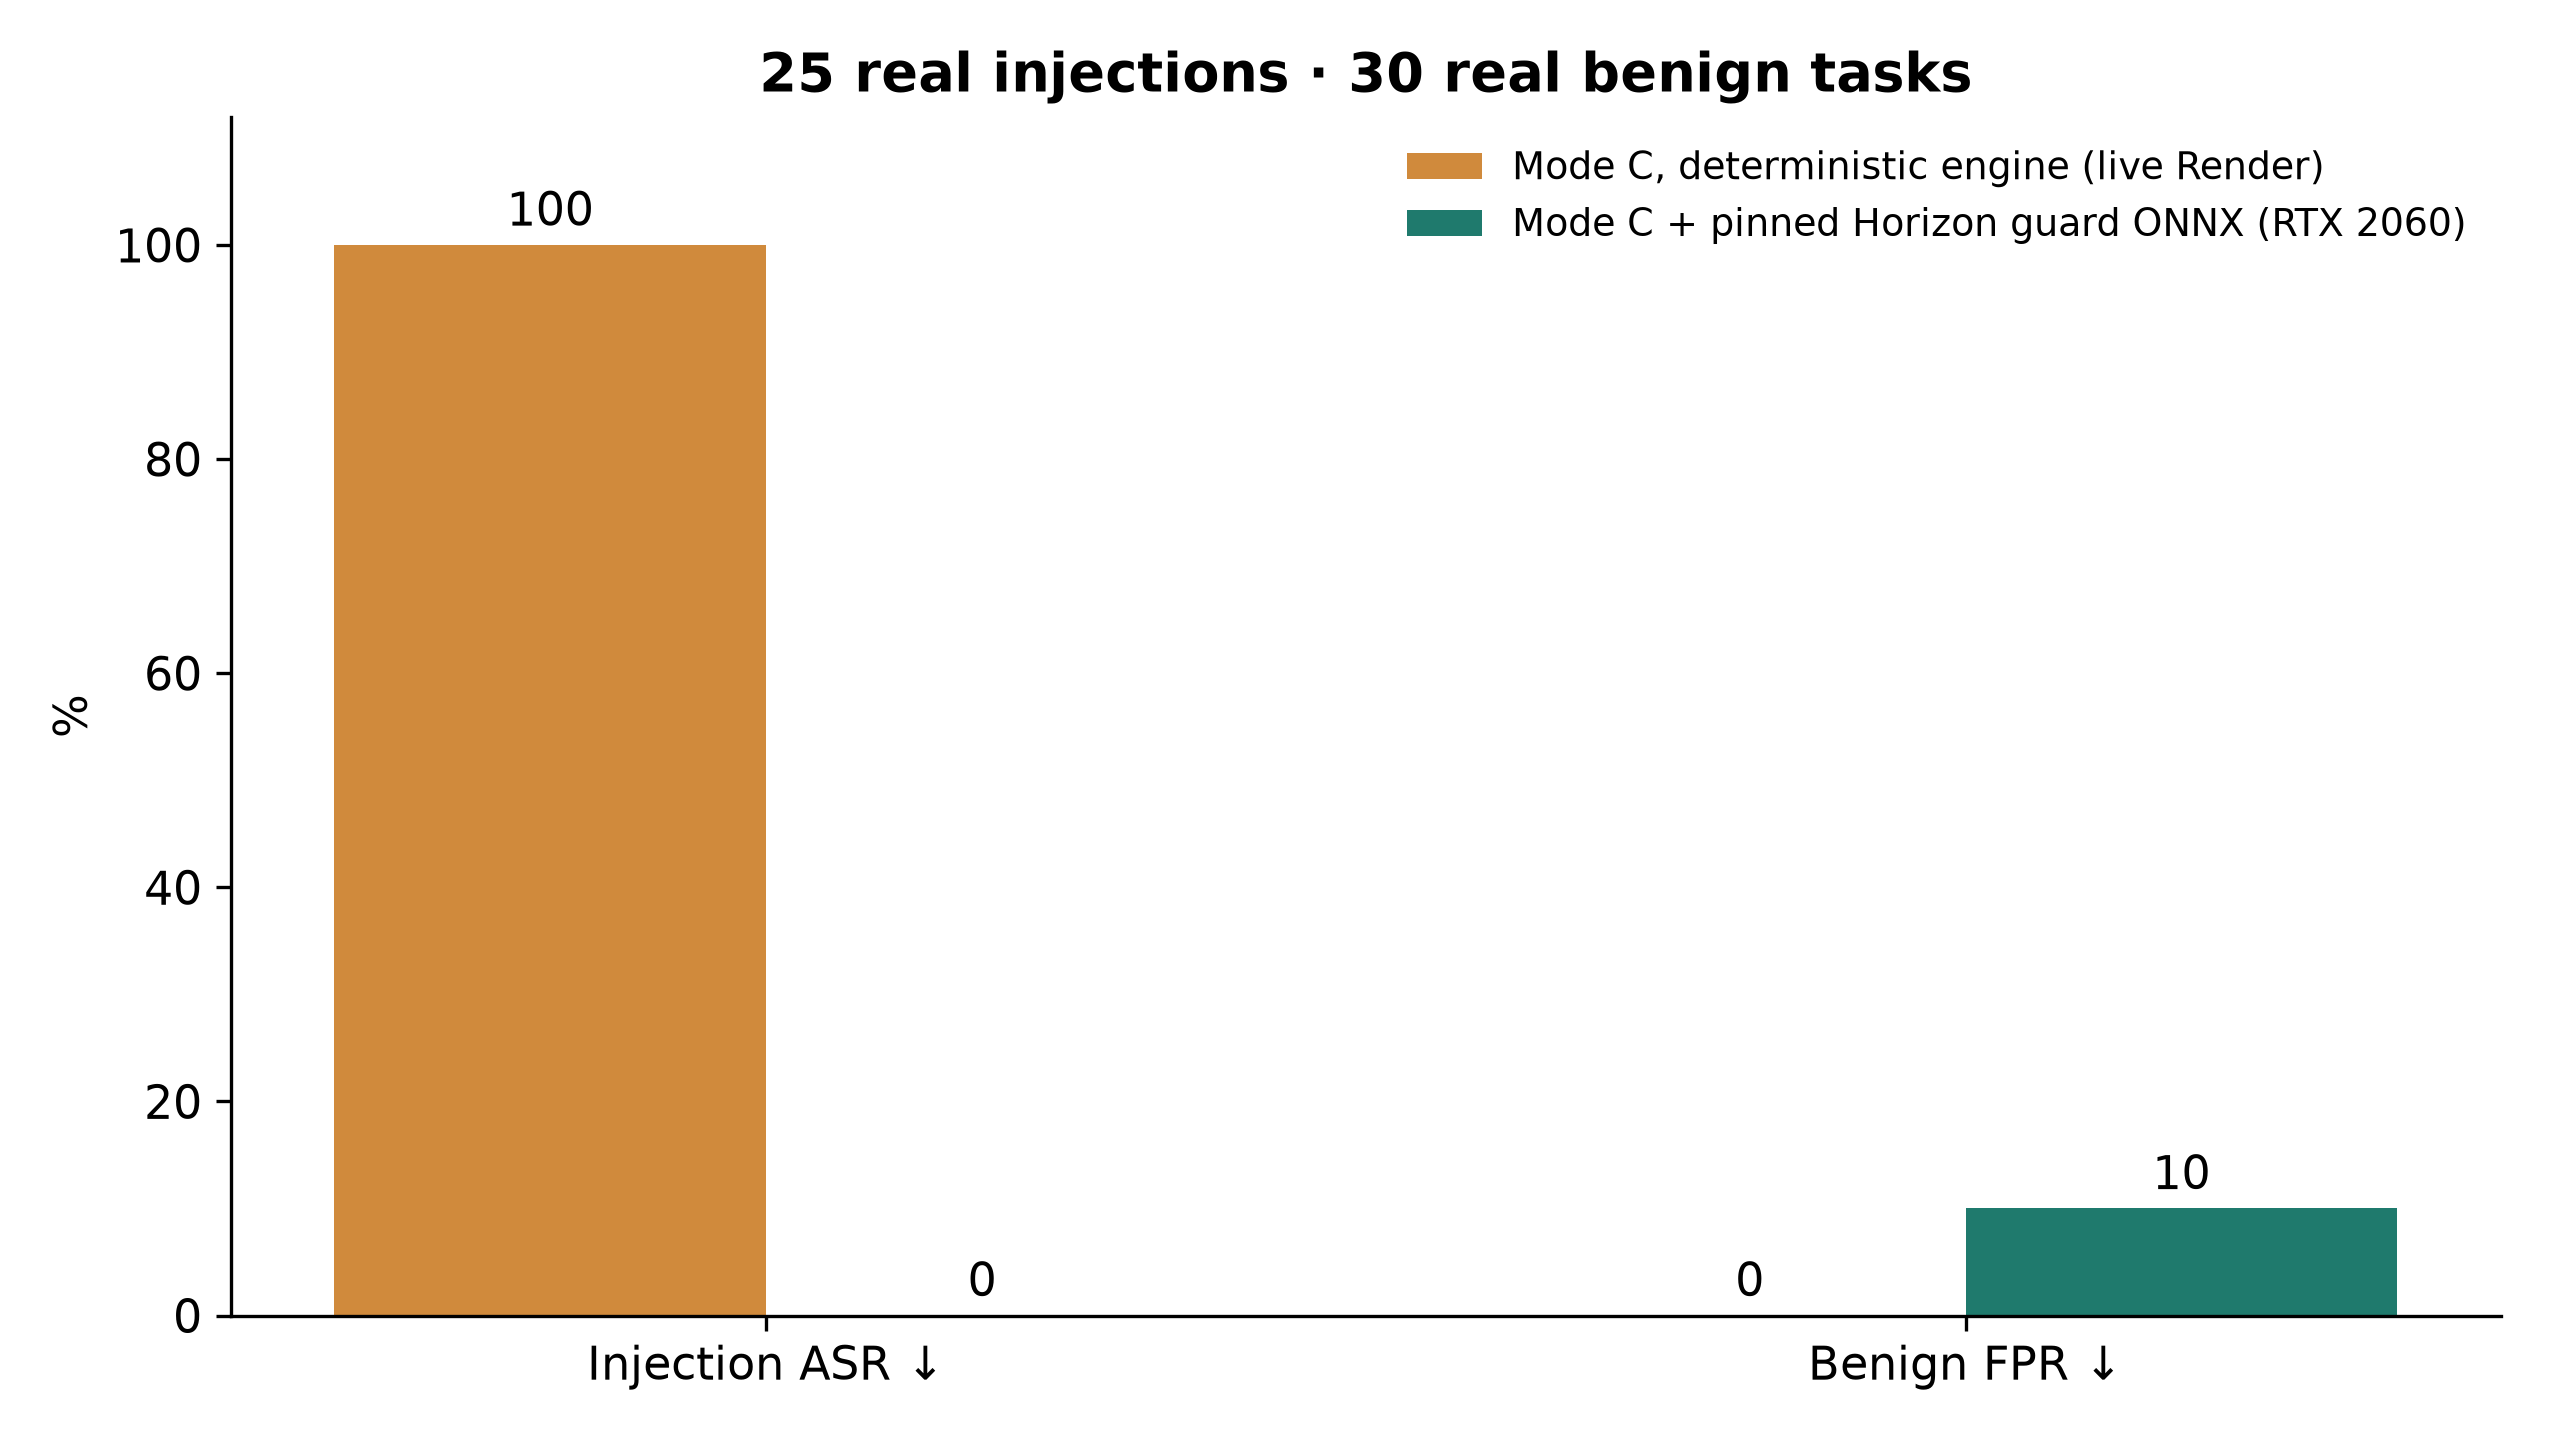 25 real injections · 30 real benign tasks
Mode C, deterministic engine (live Render)
Mode C + pinned Horizon guard ONNX (RTX 2060)
%
100
80
60
40
20
0
100
0
0
10
Injection ASR ↓
Benign FPR ↓